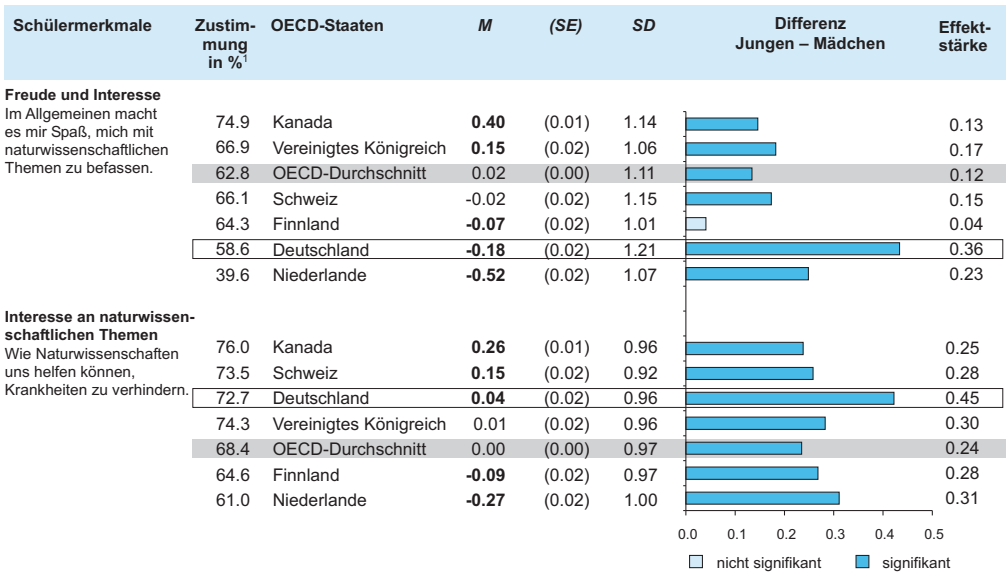 Schülermerkmale Zustim- OECD-Staaten M (SE) SD Differenz Effekt-
mung Jungen – Mädchen stärke
in %1
Freude und Interesse
Im Allgemeinen macht
es mir Spaß, mich mit
naturwissenschaftlichen
Themen zu befassen.
74.9 Kanada 0.40 (0.01) 1.14 0.13
66.9 Vereinigtes Königreich 0.15 (0.02) 1.06 0.17
62.8 OECD-Durchschnitt 0.02 (0.00) 1.11 0.12
66.1 Schweiz -0.02 (0.02) 1.15 0.15
64.3 Finnland -0.07 (0.02) 1.01 0.04
58.6 Deutschland -0.18 (0.02) 1.21 0.36
39.6 Niederlande -0.52 (0.02) 1.07 0.23
Interesse an naturwissen-
schaftlichen Themen
Wie Naturwissenschaften
uns helfen können,
Krankheiten zu verhindern.
76.0 Kanada 0.26 (0.01) 0.96 0.25
73.5 Schweiz 0.15 (0.02) 0.92 0.28
72.7 Deutschland 0.04 (0.02) 0.96 0.45
74.3 Vereinigtes Königreich 0.01 (0.02) 0.96 0.30
68.4 OECD-Durchschnitt 0.00 (0.00) 0.97 0.24
64.6 Finnland -0.09 (0.02) 0.97 0.28
61.0 Niederlande -0.27 (0.02) 1.00 0.31
0.0 0.1 0.2 0.3 0.4 0.5
nicht signifikant signifikant